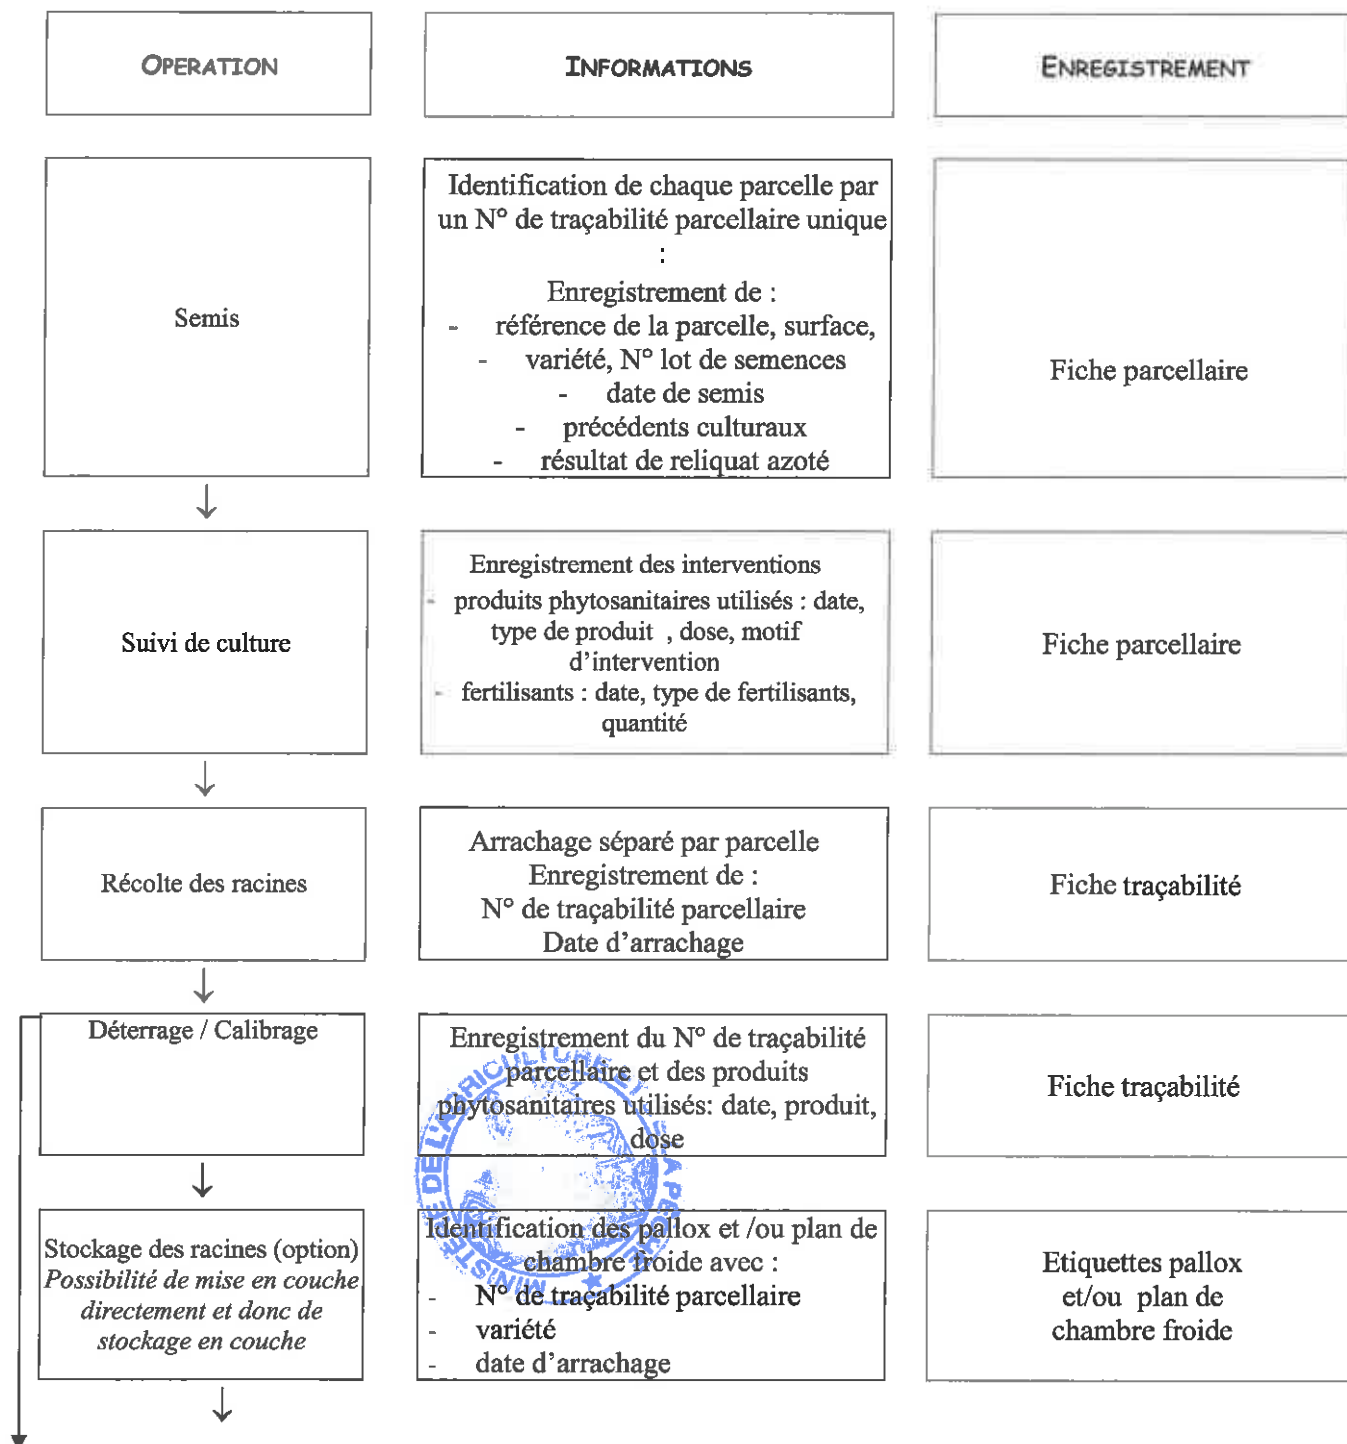 OPERATION
INFORMATIONS
ENREGISTREMENT
Semis
Identification de chaque parcelle par
un N° de traçabilité parcellaire unique
:
Enregistrement de :
- référence de la parcelle, surface,
- variété, N° lot de semences
- date de semis
- précédents culturaux
- résultat de reliquat azoté
Fiche parcellaire
↓
Suivi de culture
Enregistrement des interventions
- produits phytosanitaires utilisés : date,
type de produit , dose, motif
d'intervention
- fertilisants : date, type de fertilisants,
quantité
Fiche parcellaire
↓
Récolte des racines
Arrachage séparé par parcelle
Enregistrement de :
N° de traçabilité parcellaire
Date d'arrachage
Fiche traçabilité
↓
Déterrage / Calibrage
Enregistrement du N° de traçabilité
parcellaire et des produits
phytosanitaires utilisés: date, produit,
dose
Fiche traçabilité
↓
Stockage des racines (option)
Possibilité de mise en couche
directement et donc de
stockage en couche
Identification des pallox et /ou plan de
chambre froide avec :
- N° de traçabilité parcellaire
- variété
- date d'arrachage
Etiquettes pallox
et/ou plan de
chambre froide
↓
MINISTÈRE DE L'AGRICULTURE ET LA PÊCHE